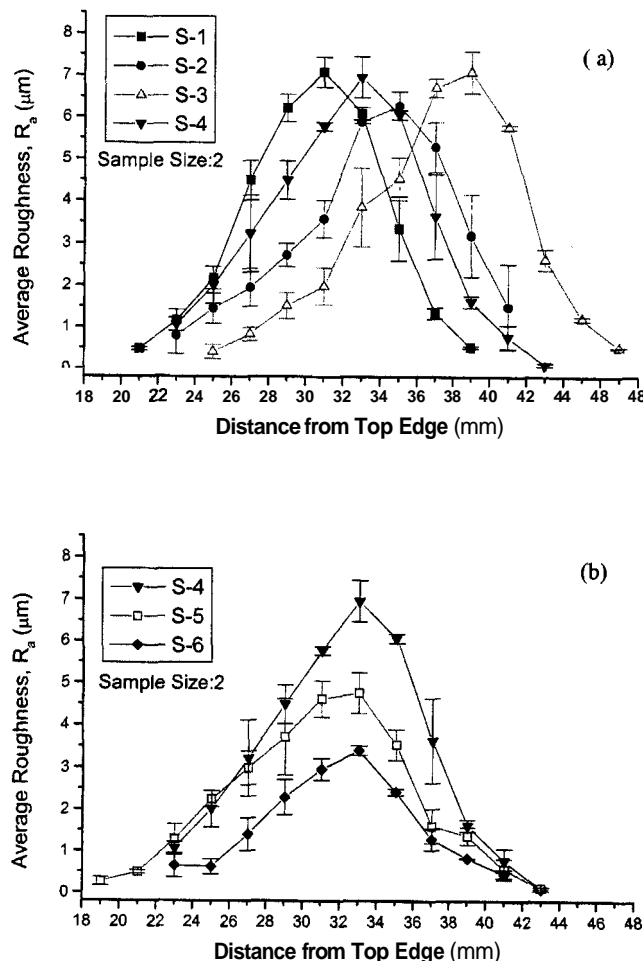 ( a)
S-1
S-2
S-3
S-4
Sample Size:2
Average Roughness, Rₐ (μm)
8
7
6
5
4
3
2
1
0
18 20 22 24 26 28 30 32 34 36 38 40 42 44 46 48
Distance from Top Edge (mm)
(b)
S-4
S-5
S-6
Sample Size:2
Average Roughness, Rₐ (μm)
8
7
6
5
4
3
2
1
0
18 20 22 24 26 28 30 32 34 36 38 40 42 44 46 48
Distance from Top Edge (mm)